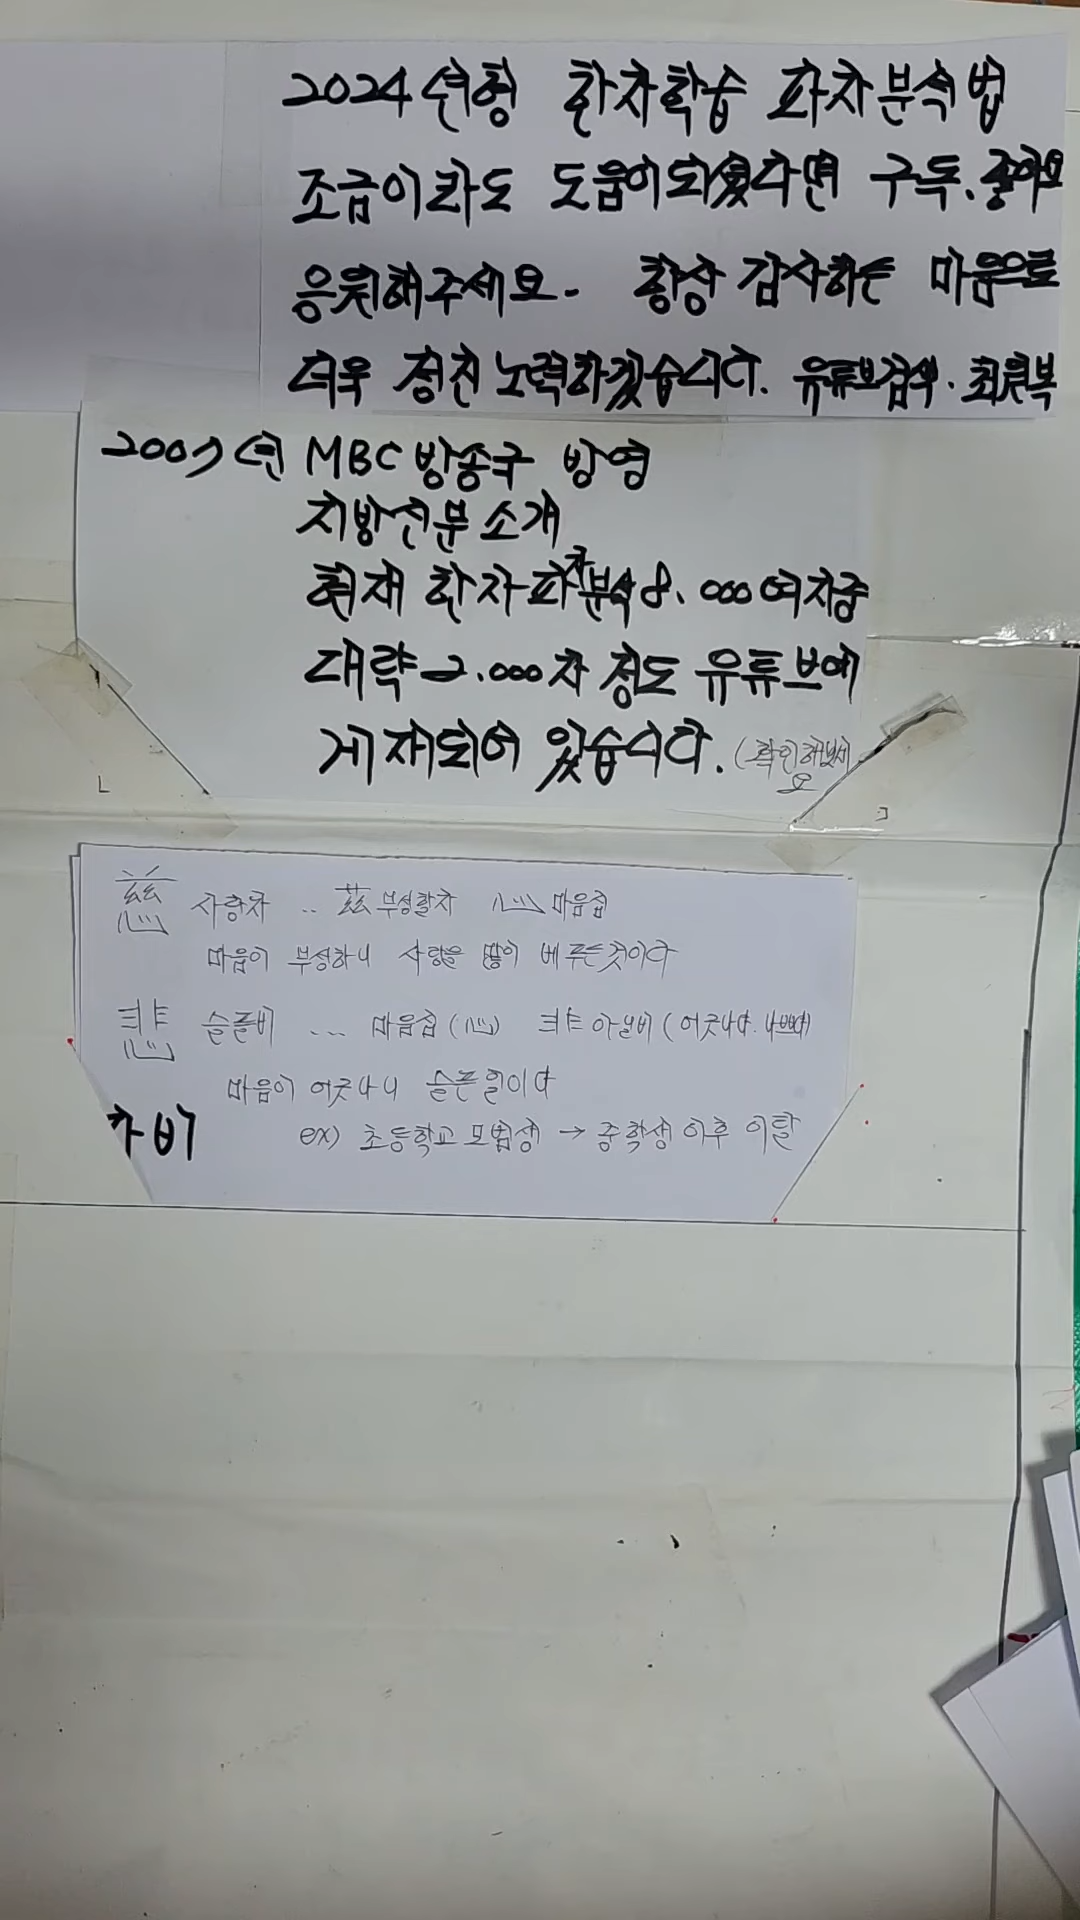 2024년형 한자학습 파자분석법
조금이라도 도움이되셨다면 구독.좋아요
응원해주세요. 항상 감사하는 마음으로
더욱 정진 노력하겠습니다. 유튜브검색.
2007년 MBC방송국 방영
지방신분 소개
현재 한자파자분석 8.000여자중
대략 2.000자 정도 유튜브에
게재되어 있습니다. (확인해보세요
慈 사랑자 .. 茲 무성할자 心 마음심
마음이 무성하니 사랑을 많이 베푸는것이다
悲 슬플비 ... 마음심(心) 非 아닐비 (어긋나다. 나쁘다)
마음이 어긋나니 슬픈일이다
자비 ex) 초등학교 모범생 → 중학생 이후 이탈